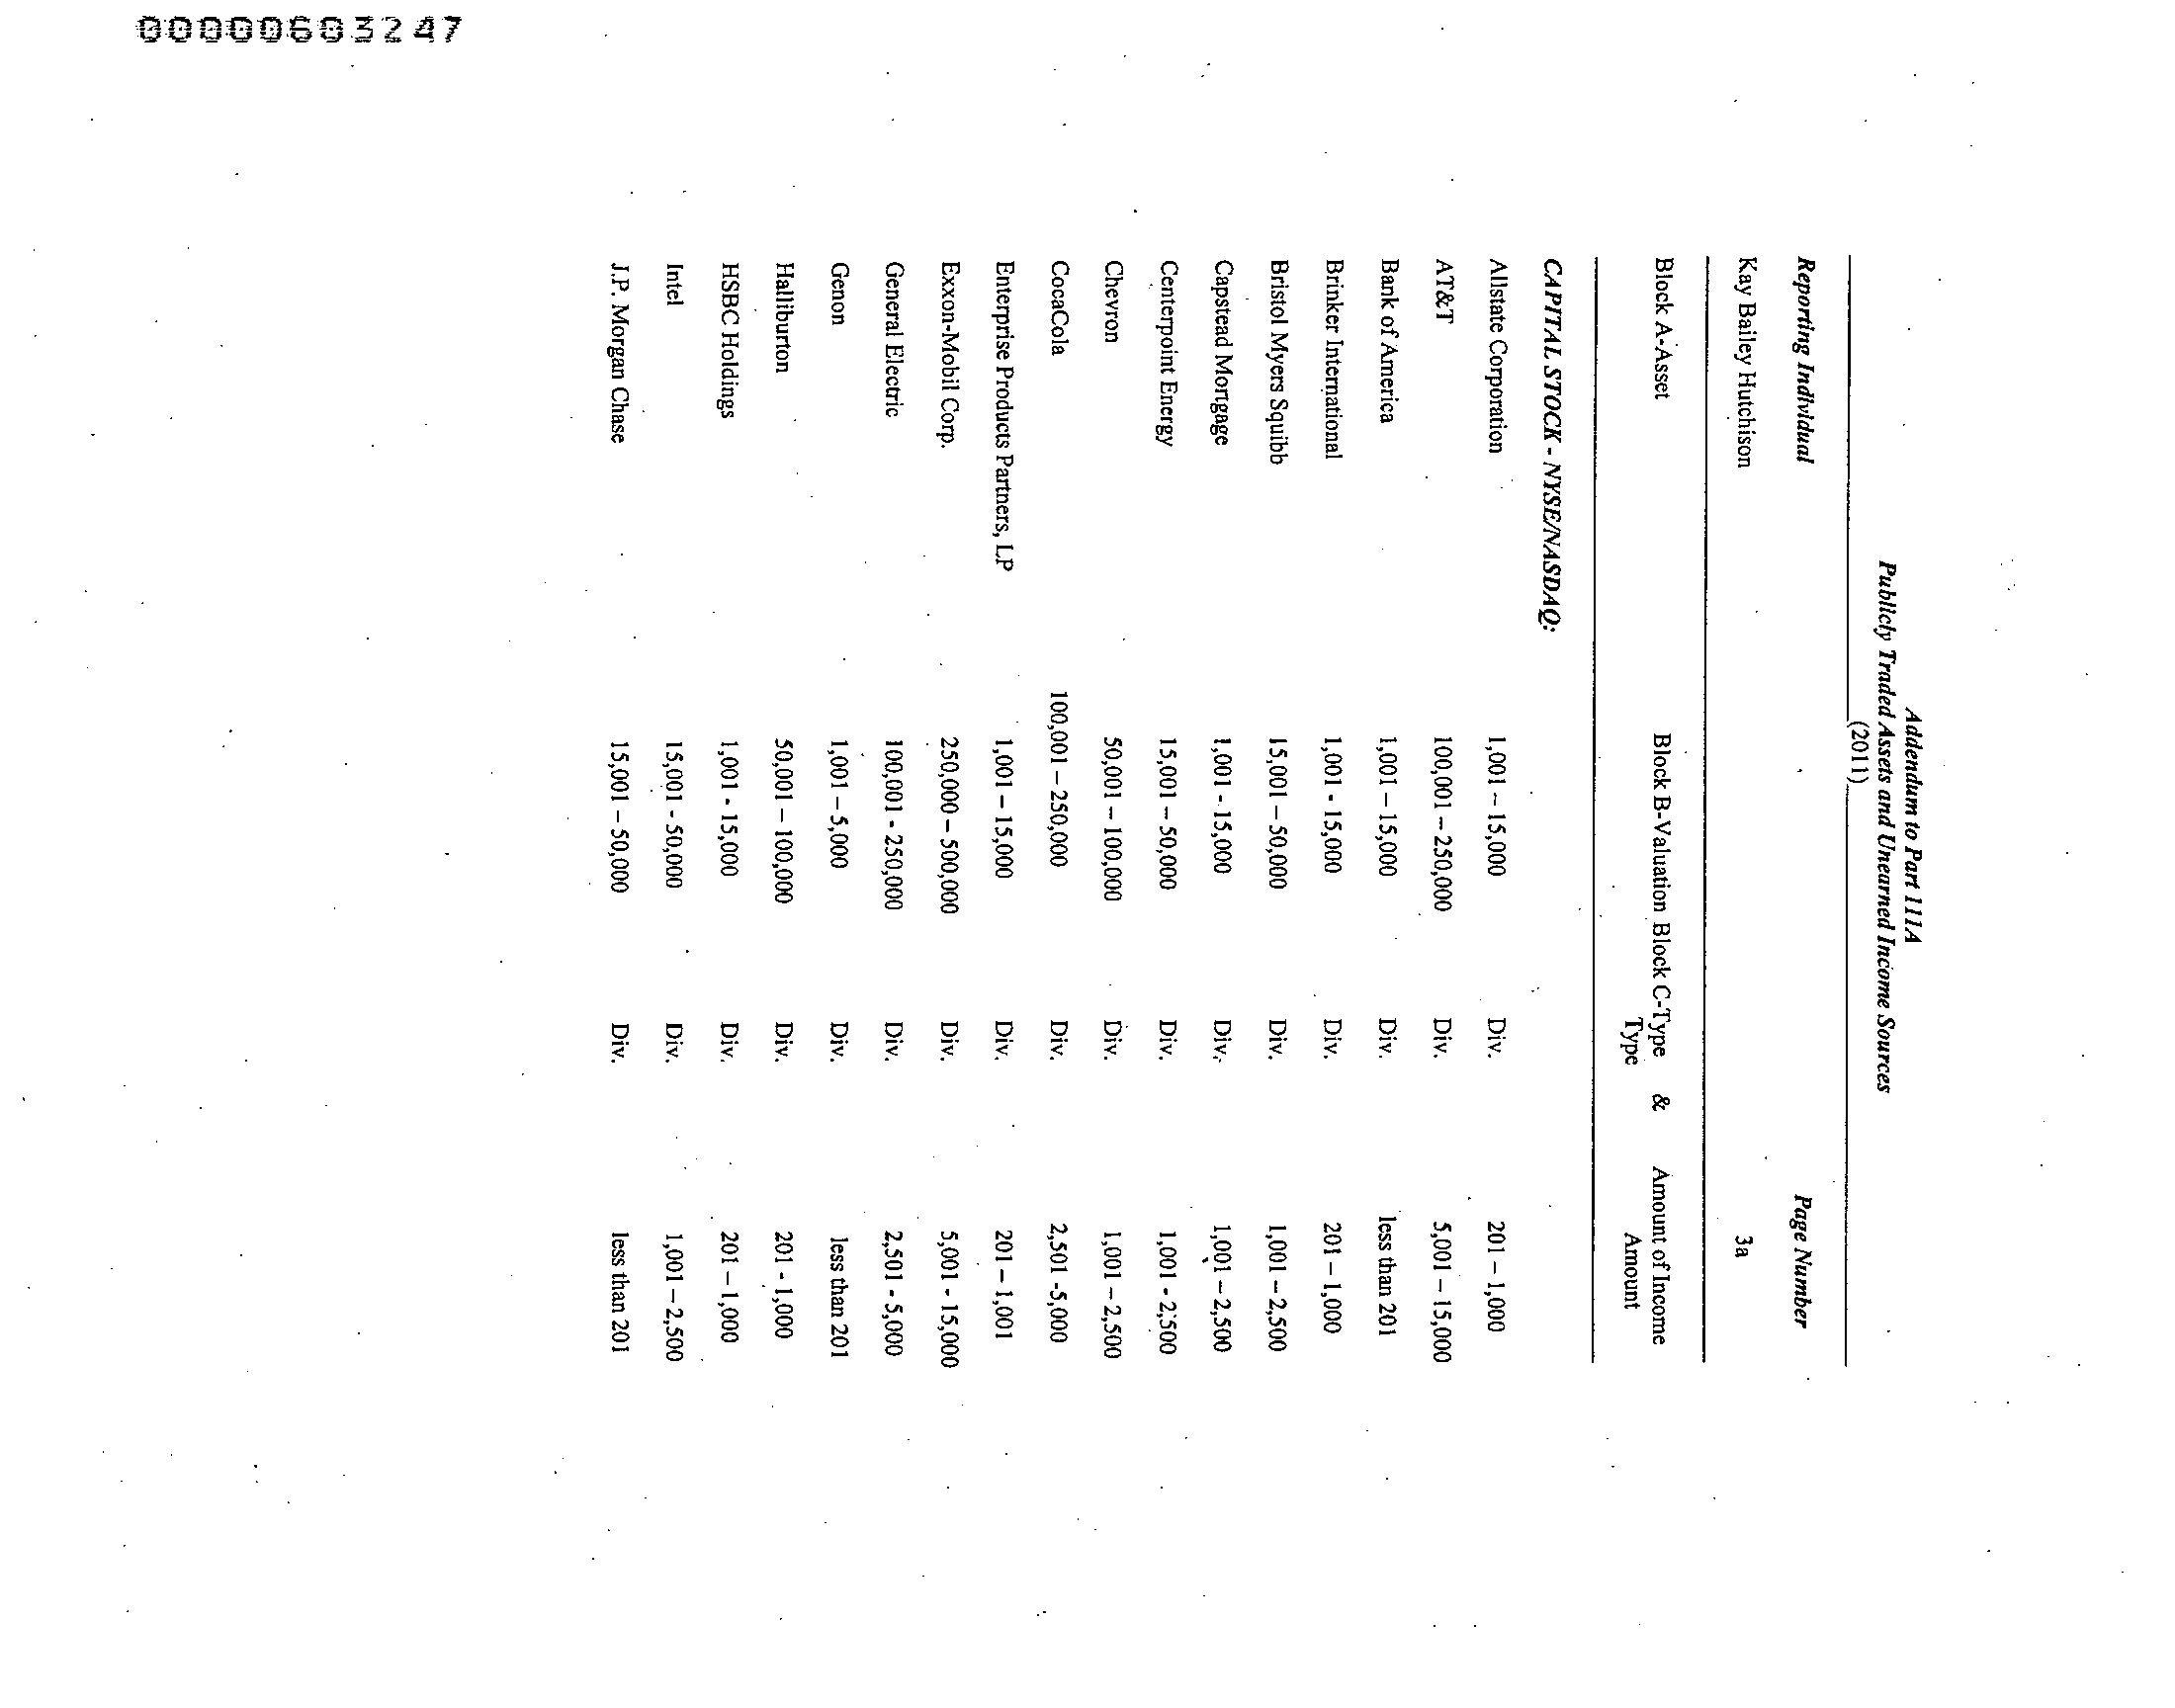 00000603247
Addendum to Part 111A
Publicly Traded Assets and Unearned Income Sources
(2011)
Reporting Individual Page Number
Kay Bailey Hutchison 3a
Block A-Asset Block B-Valuation Block C-Type & Amount of Income
Type Amount
CAPITAL STOCK - NYSE/NASDAQ:
Allstate Corporation 1,001 – 15,000 Div. 201 – 1,000
AT&T 100,001 – 250,000 Div. 5,001 – 15,000
Bank of America 1,001 – 15,000 Div. less than 201
Brinker International 1,001 - 15,000 Div. 201 – 1,000
Bristol Myers Squibb 15,001 – 50,000 Div. 1,001 – 2,500
Capstead Mortgage 1,001 - 15,000 Div. 1,001 – 2,500
Centerpoint Energy 15,001 – 50,000 Div. 1,001 - 2,500
Chevron 50,001 – 100,000 Div. 1,001 – 2,500
CocaCola 100,001 – 250,000 Div. 2,501 -5,000
Enterprise Products Partners, LP 1,001 – 15,000 Div. 201 – 1,001
Exxon-Mobil Corp. 250,000 – 500,000 Div. 5,001 - 15,000
General Electric 100,001 - 250,000 Div. 2,501 - 5,000
Genon 1,001 – 5,000 Div. less than 201
Halliburton 50,001 – 100,000 Div. 201 - 1,000
HSBC Holdings 1,001 - 15,000 Div. 201 – 1,000
Intel 15,001 - 50,000 Div. 1,001 – 2,500
J.P. Morgan Chase 15,001 – 50,000 Div. less than 201